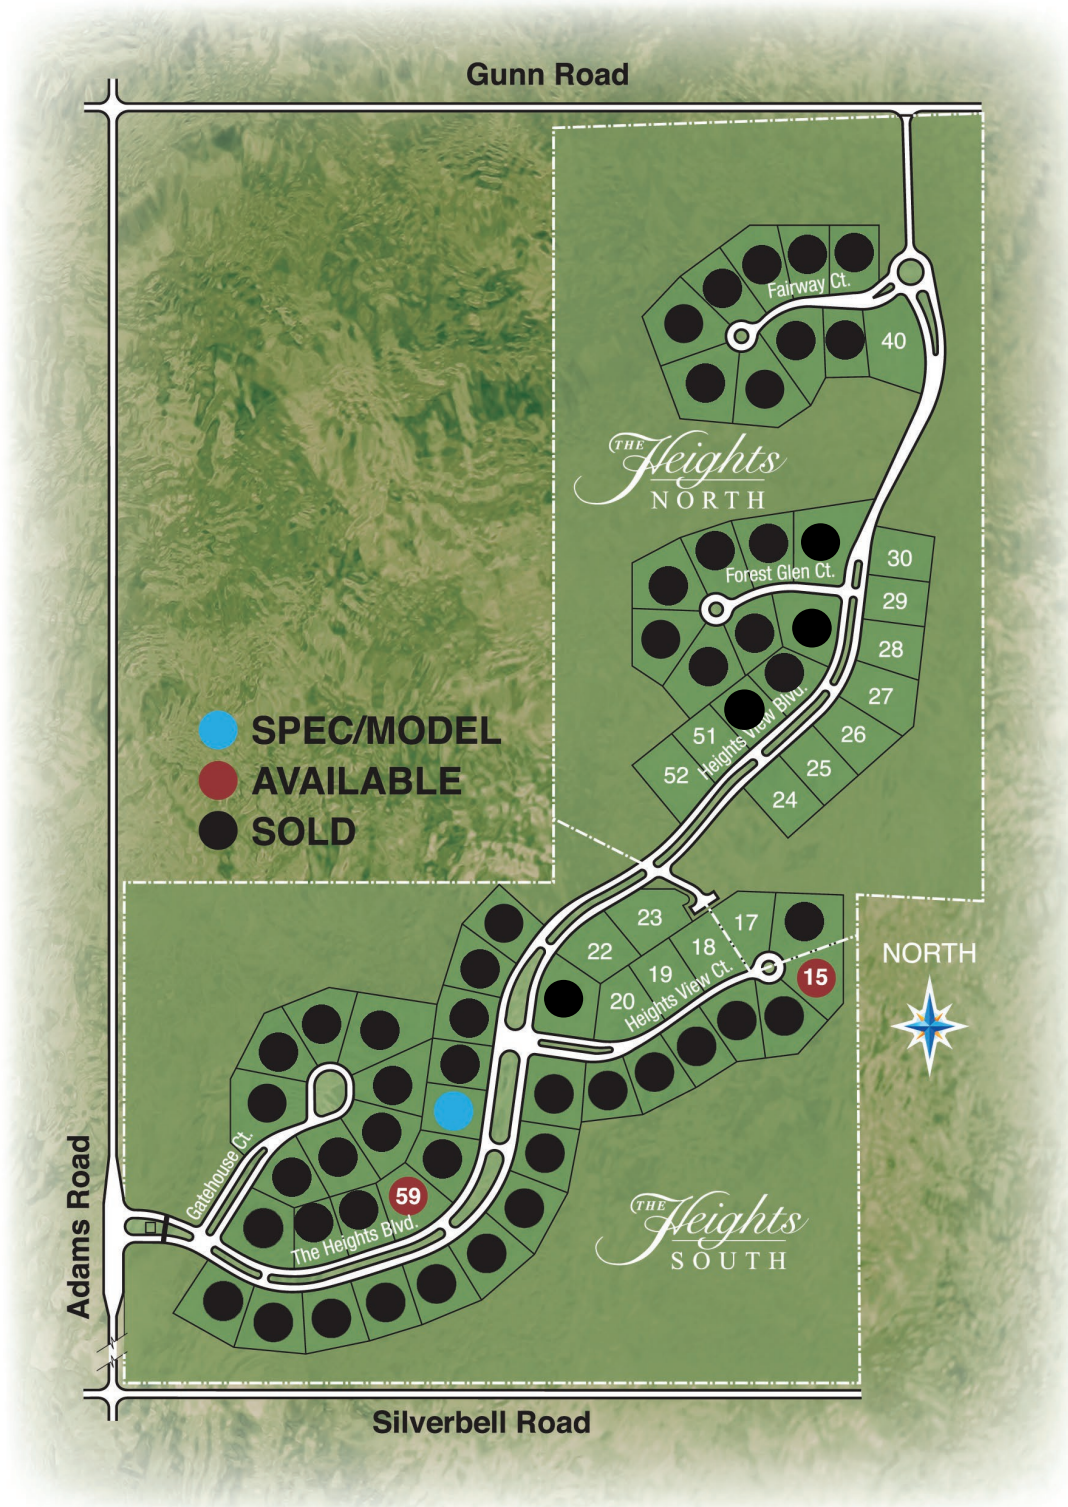 Gunn Road
Fairway Ct.
40
THE Heights
NORTH
Forest Glen Ct.
30
29
28
27
26
25
24
51
52
Heights View Blvd.
SPEC/MODEL
AVAILABLE
SOLD
23
22
17
18
19
20
Heights View Ct.
15
NORTH
Gatehouse Ct.
59
The Heights Blvd.
THE Heights
SOUTH
Adams Road
Silverbell Road